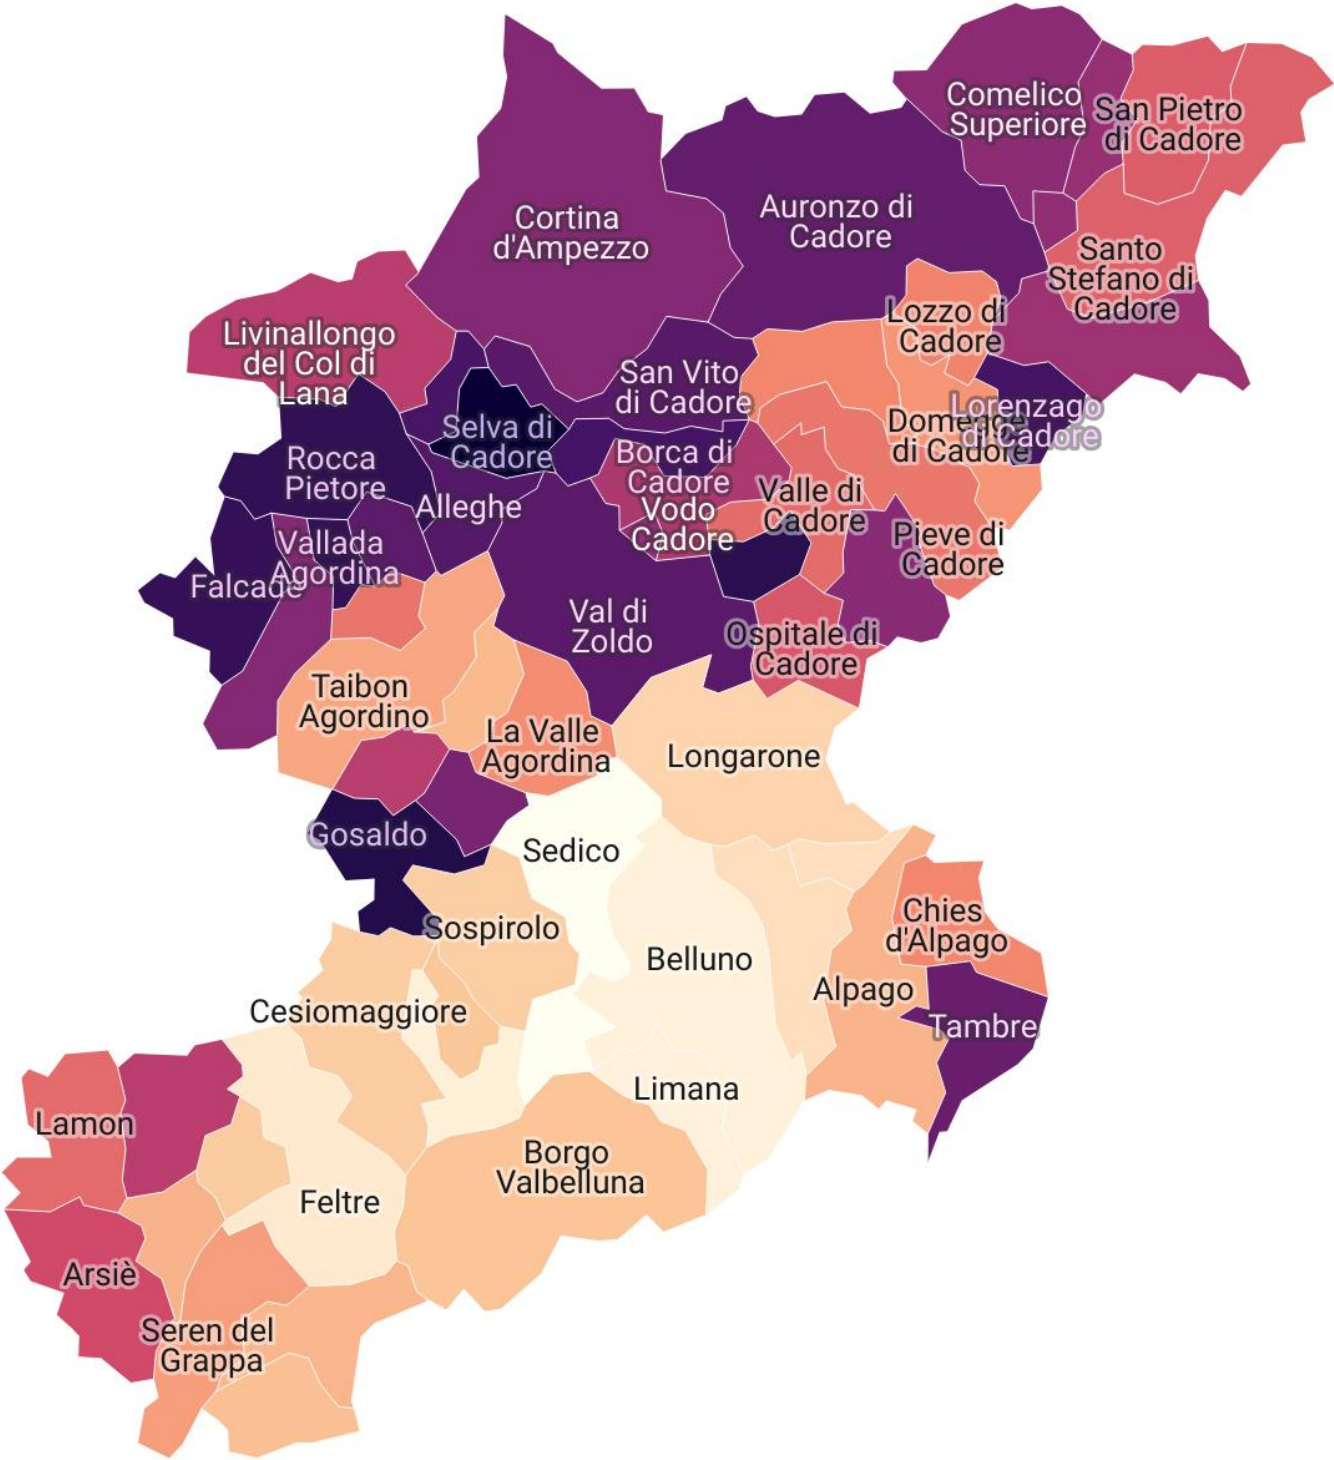 Comelico
Superiore
San Pietro
di Cadore
Cortina
d'Ampezzo
Auronzo di
Cadore
Santo
Stefano di
Cadore
Lozzo di
Cadore
Livinallongo
del Col di
Lana
San Vito
di Cadore
Lorenzago
di Cadore
Domegge
di Cadore
Selva di
Cadore
Borca di
Cadore
Rocca
Pietore
Alleghe
Vodo
Cadore
Valle di
Cadore
Pieve di
Cadore
Vallada
Agordina
Falcade
Val di
Zoldo
Ospitale di
Cadore
Taibon
Agordino
La Valle
Agordina
Longarone
Gosaldo
Sedico
Sospirolo
Chies
d'Alpago
Belluno
Alpago
Cesiomaggiore
Tambre
Limana
Lamon
Borgo
Valbelluna
Feltre
Arsiè
Seren del
Grappa